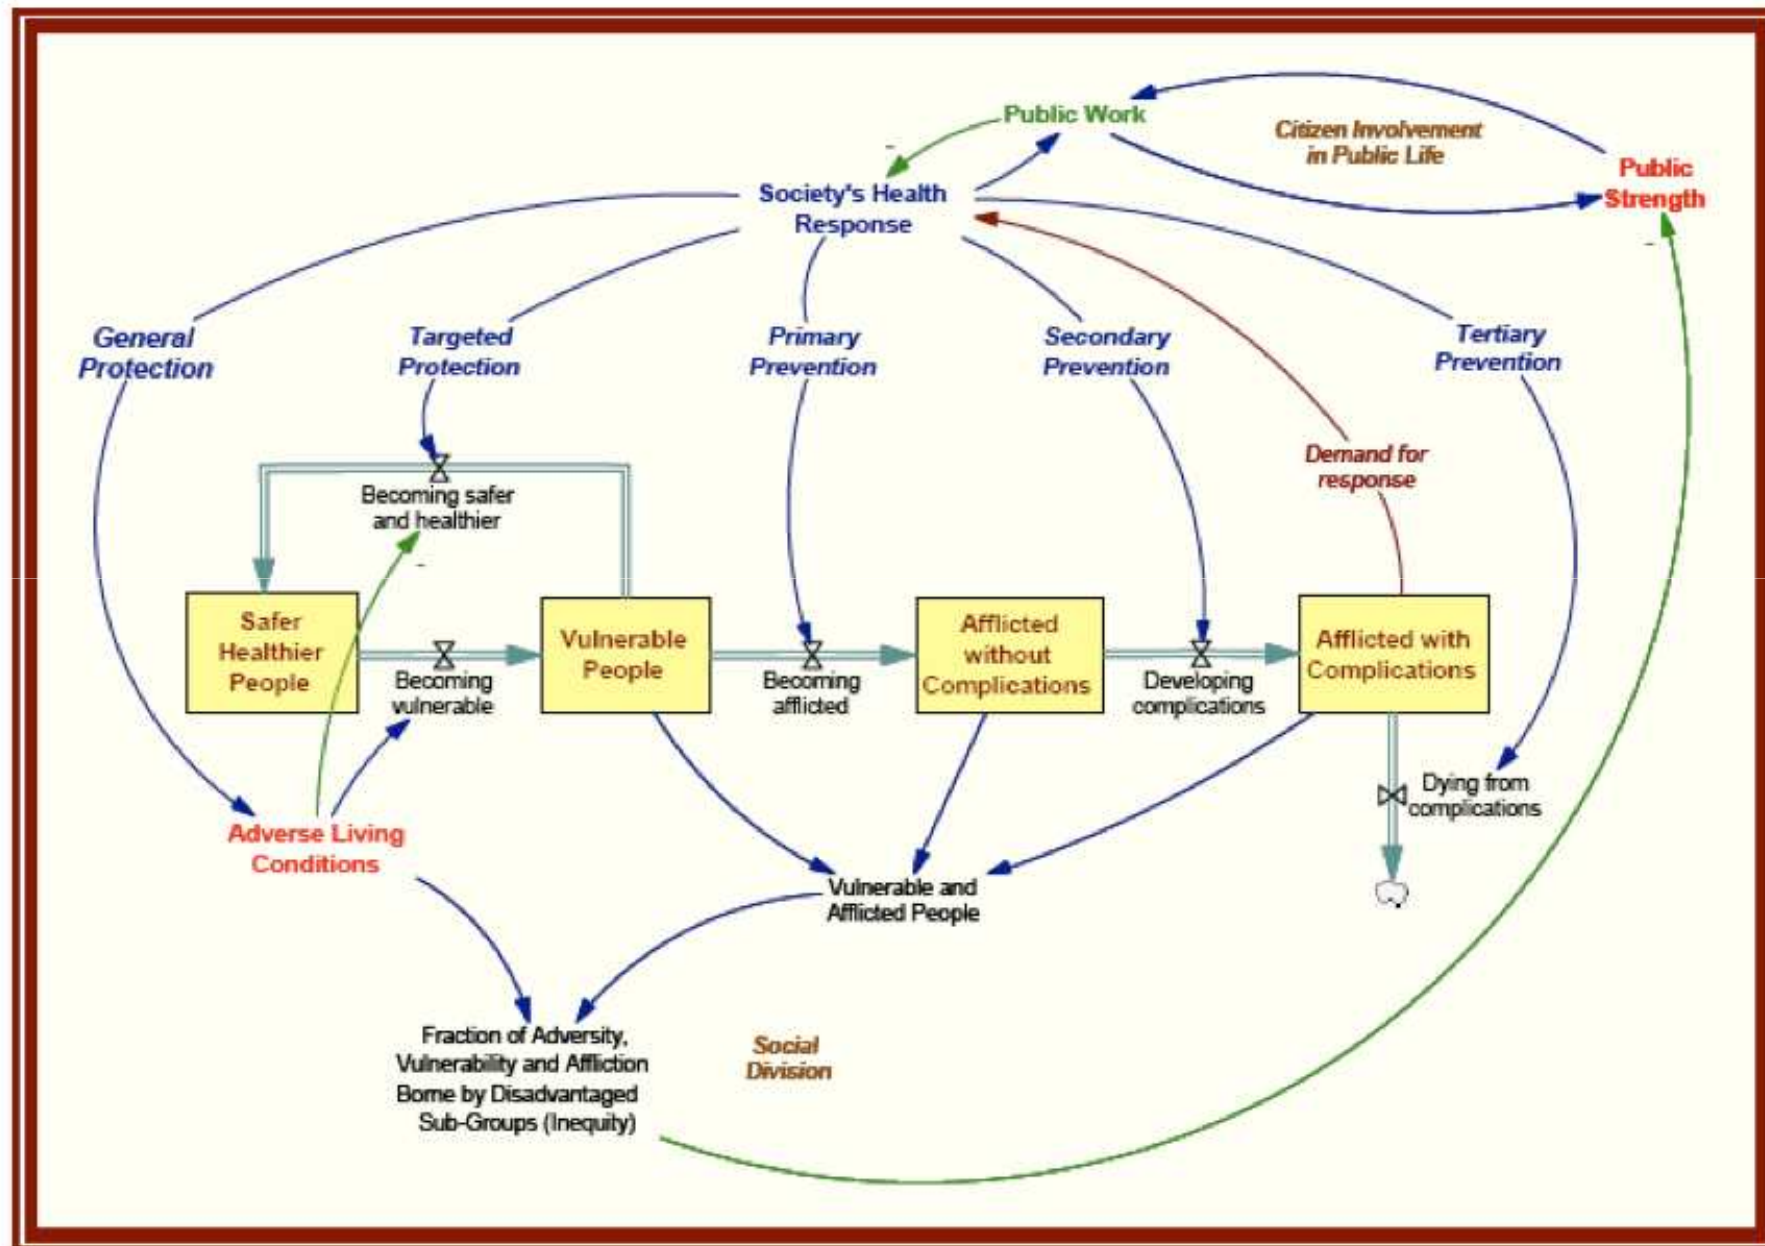 Public Work
Citizen Involvement
in Public Life
Public
Strength
Society's Health
Response
General
Protection
Targeted
Protection
Primary
Prevention
Secondary
Prevention
Tertiary
Prevention
Demand for
response
Becoming safer
and healthier
Safer
Healthier
People
Becoming
vulnerable
Vulnerable
People
Becoming
afflicted
Afflicted
without
Complications
Developing
complications
Afflicted with
Complications
Dying from
complications
Adverse Living
Conditions
Vulnerable and
Afflicted People
Fraction of Adversity,
Vulnerability and Affliction
Borne by Disadvantaged
Sub-Groups (Inequity)
Social
Division